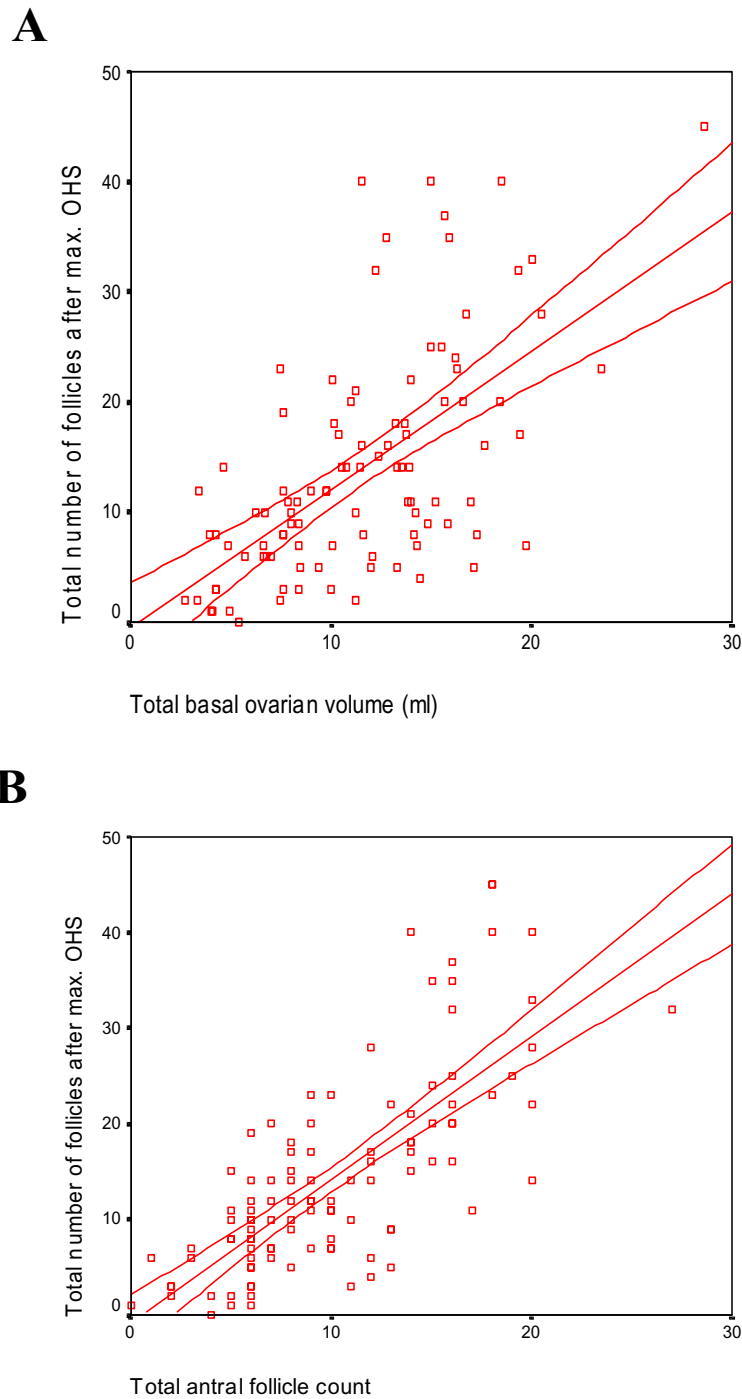 A
Total number of follicles after max. OHS
50
40
30
20
10
0
0 10 20 30
Total basal ovarian volume (ml)
B
Total number of follicles after max. OHS
50
40
30
20
10
0
0 10 20 30
Total antral follicle count